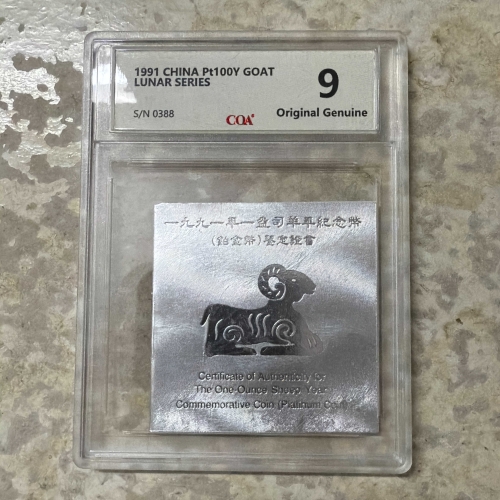 1991 CHINA Pt100Y GOAT
LUNAR SERIES
9
S/N 0388
COA
Original Genuine
一九九一年一盎司羊年紀念幣
(鉑金幣)鑒定證書
Certificate of Authenticity for
The One-Ounce Sheep Year
Commemorative Coin (Platinum Coin)